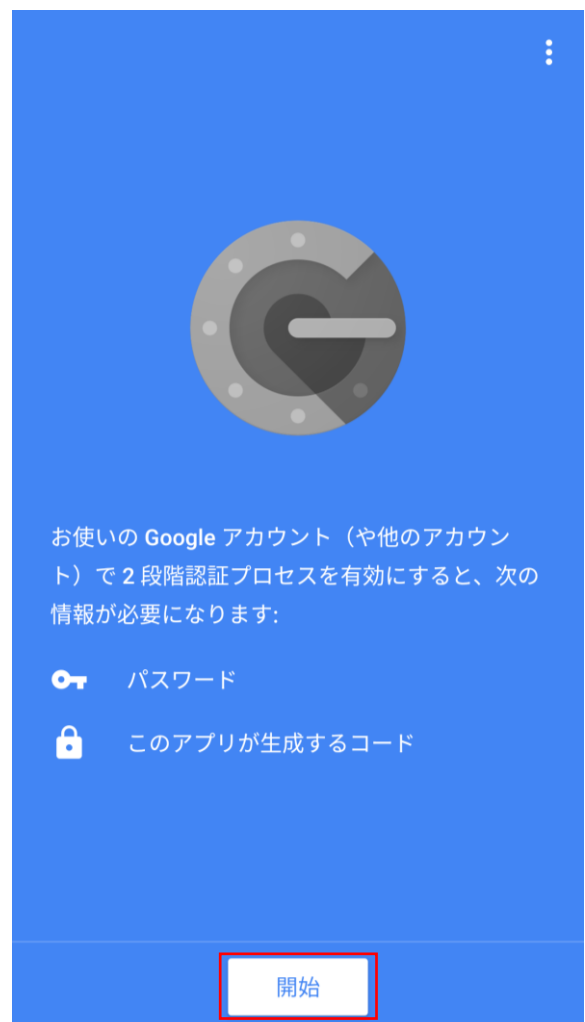 お使いの Google アカウント（や他のアカウン
ト）で 2 段階認証プロセスを有効にすると、次の
情報が必要になります:
パスワード
このアプリが生成するコード
開始